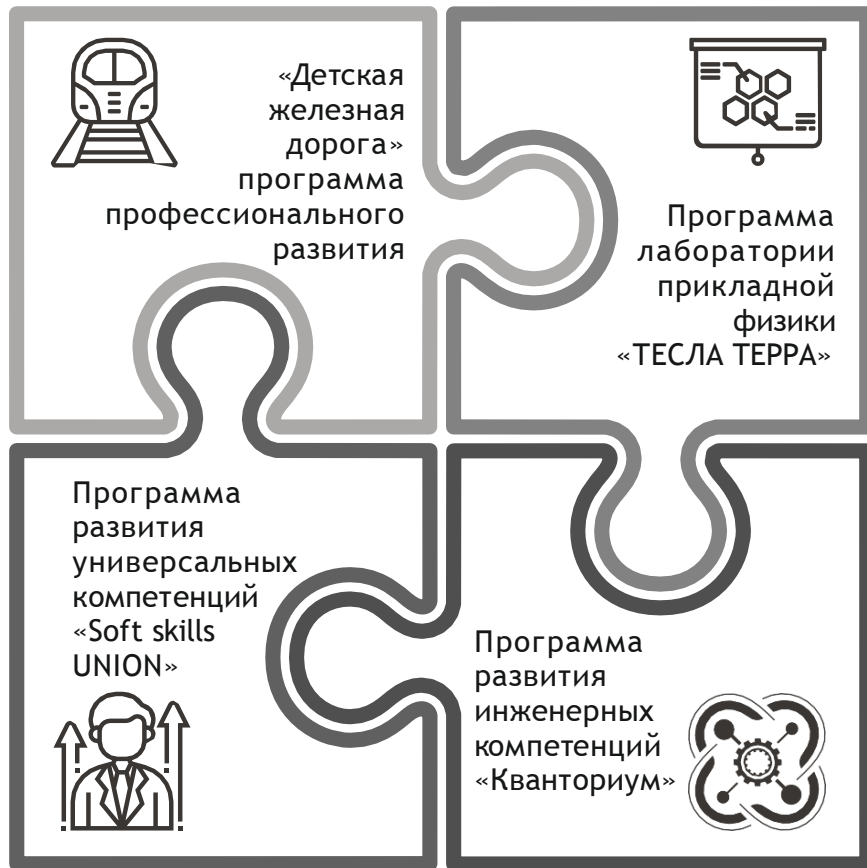 «Детская
железная
дорога»
программа
профессионального
развития
Программа
лаборатории
прикладной
физики
«ТЕСЛА ТЕРРА»
Программа
развития
универсальных
компетенций
«Soft skills
UNION»
Программа
развития
инженерных
компетенций
«Кванториум»